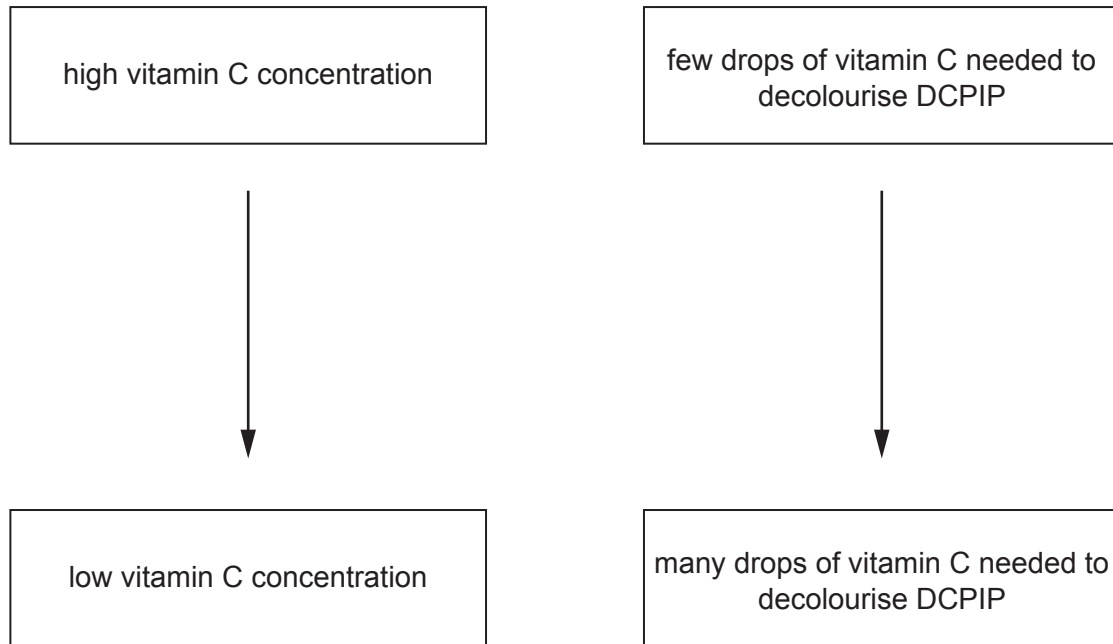 high vitamin C concentration
few drops of vitamin C needed to
decolourise DCPIP
low vitamin C concentration
many drops of vitamin C needed to
decolourise DCPIP